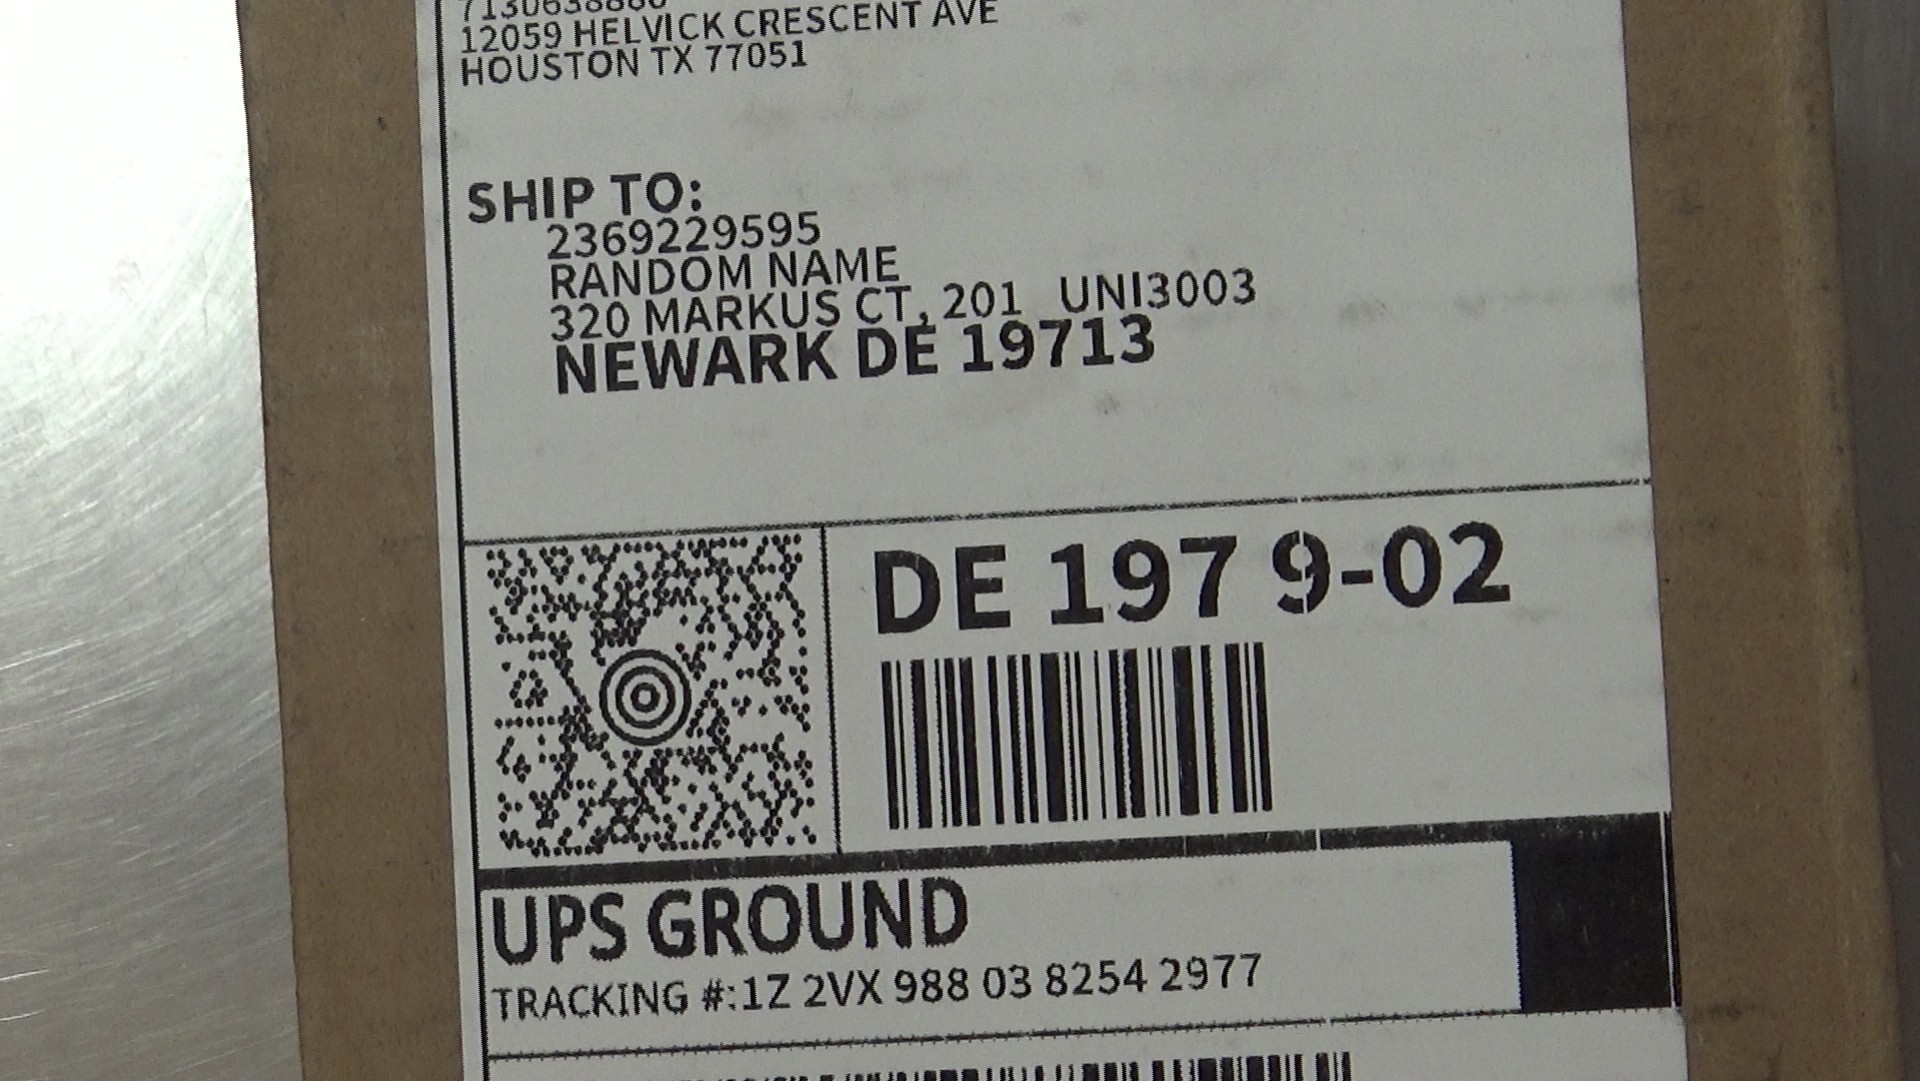 12059 HELVICK CRESCENT AVE
HOUSTON TX 77051
SHIP TO:
2369229595
RANDOM NAME
320 MARKUS CT, 201 UNI3003
NEWARK DE 19713
DE 197 9-02
UPS GROUND
TRACKING #:1Z 2VX 988 03 8254 2977